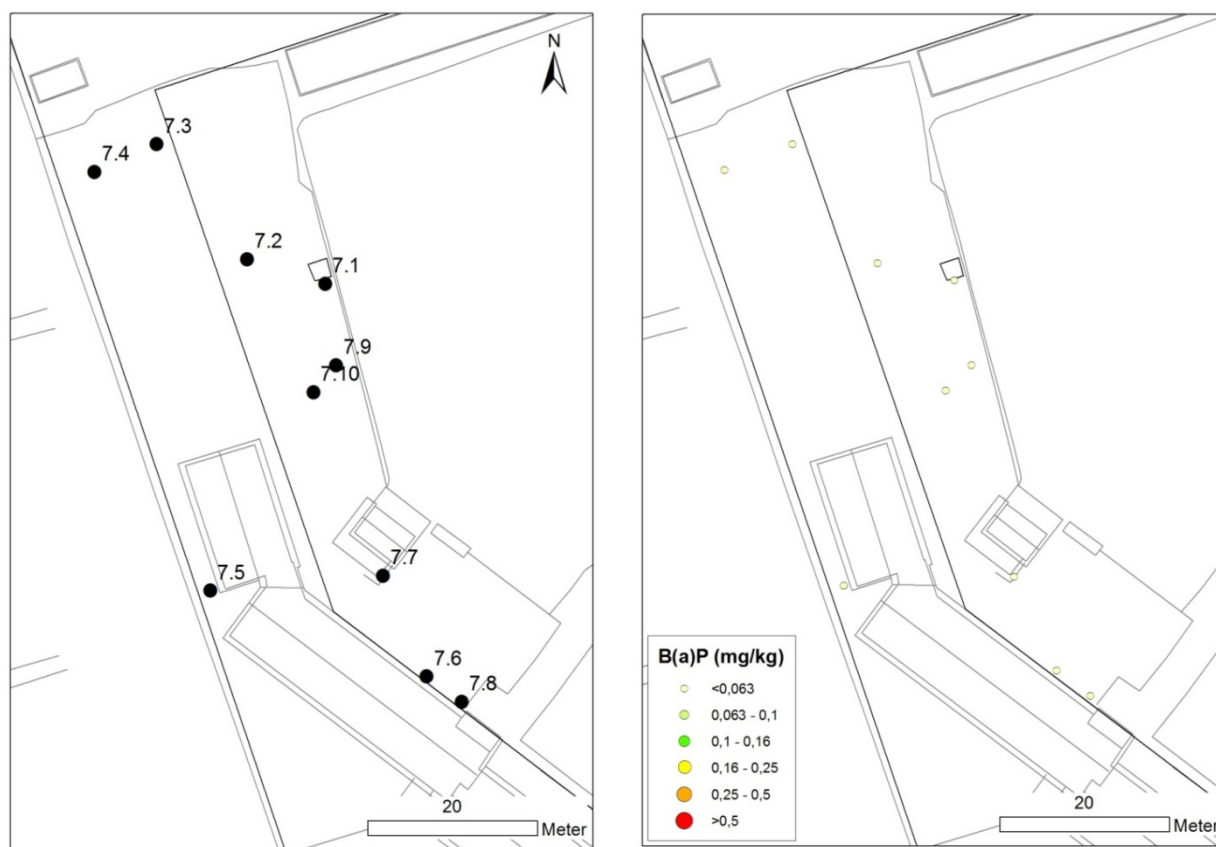 N
7.3
7.4
7.2
7.1
7.9
7.10
7.7
7.5
7.6
7.8
20
Meter
B(a)P (mg/kg)
<0,063
0,063 - 0,1
0,1 - 0,16
0,16 - 0,25
0,25 - 0,5
>0,5
20
Meter